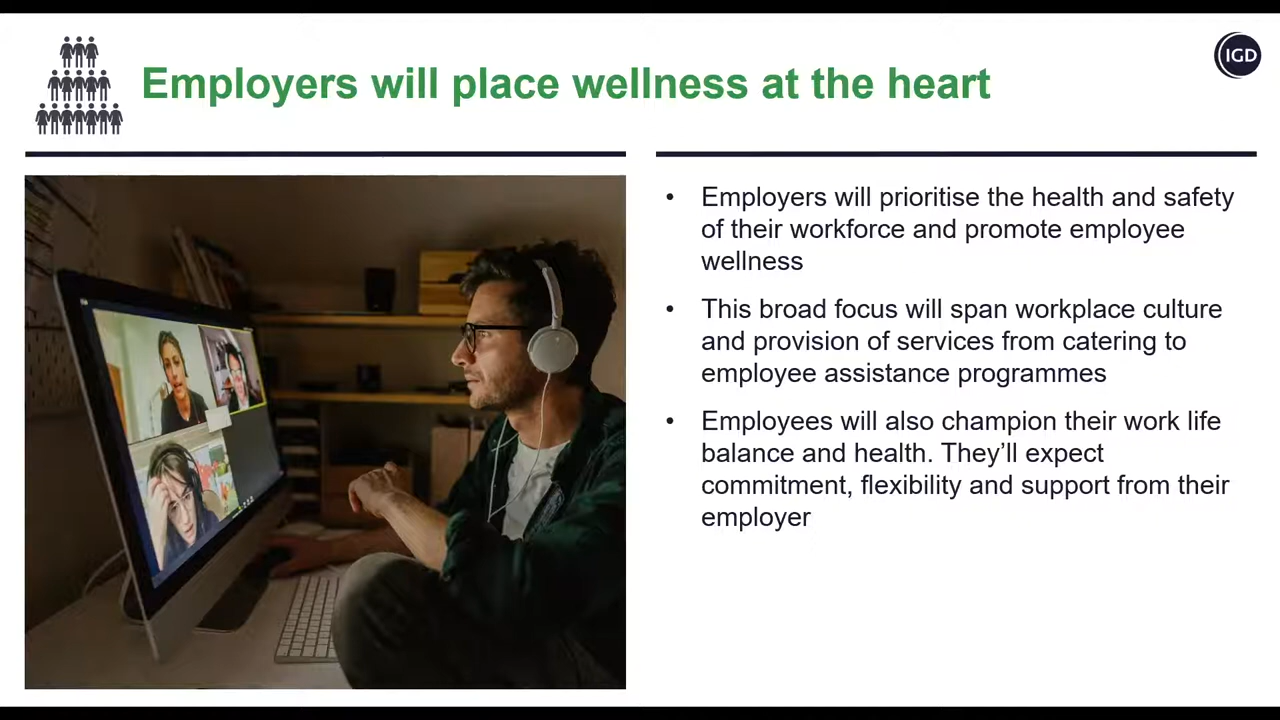 Employers will place wellness at the heart
IGD
• Employers will prioritise the health and safety
of their workforce and promote employee
wellness
• This broad focus will span workplace culture
and provision of services from catering to
employee assistance programmes
• Employees will also champion their work life
balance and health. They’ll expect
commitment, flexibility and support from their
employer